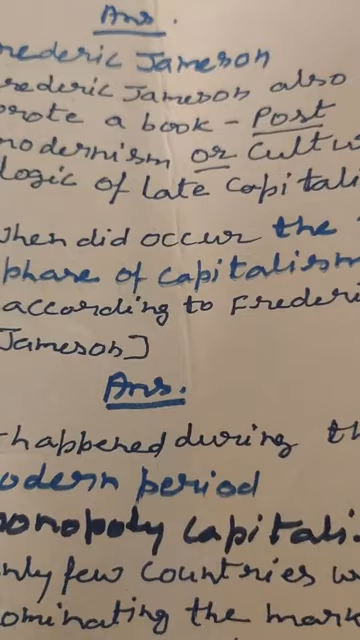 Ans.
rederic Jameson
rederic Jameson also
rote a book - Post
modernism or Cultu
logic of late capitali
when did occur the
phase of capitalism
according to Frederi
Jameson]
Ans.
happened during th
odern period
monopoly capitali
nly few countries w
ominating the mark